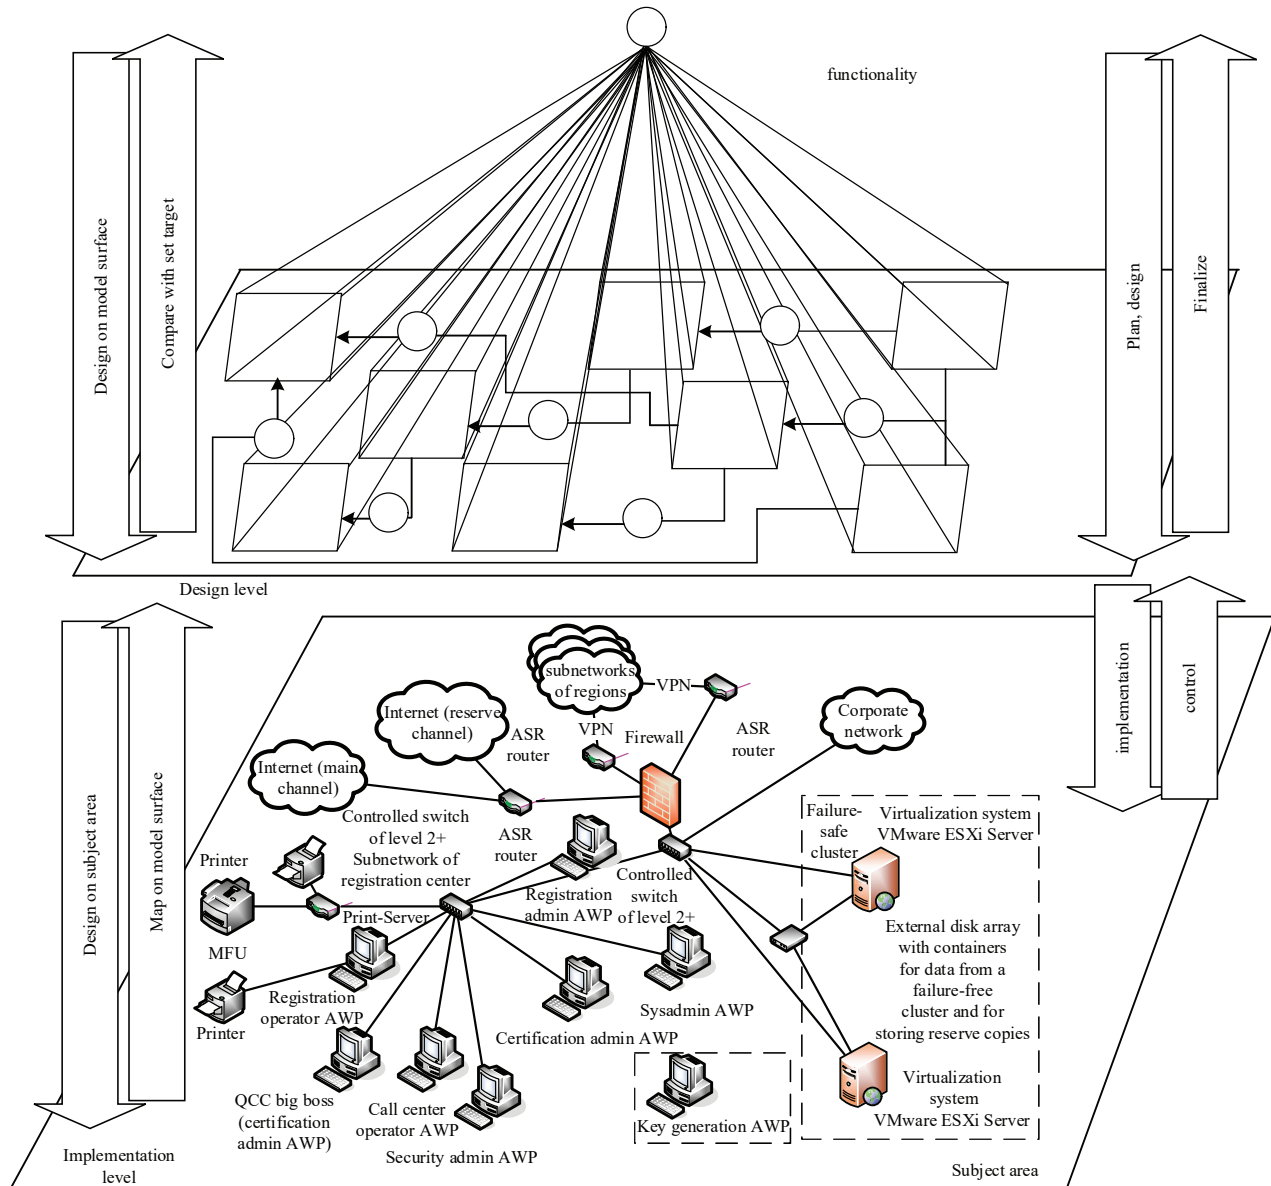 functionality
Design on model surface
Compare with set target
Plan, design
Finalize
Design level
Design on subject area
Map on model surface
implementation
control
subnetworks
of regions
VPN
VPN
Internet (reserve
channel)
ASR
router
Firewall
ASR
router
Corporate
network
Internet (main
channel)
Controlled switch
of level 2+
Subnetwork of
registration center
ASR
router
Failure-
safe
cluster
Virtualization system
VMware ESXi Server
Printer
MFU
Print-Server
Registration
admin AWP
Controlled
switch
of level 2+
External disk array
with containers
for data from a
failure-free
cluster and for
storing reserve copies
Printer
Registration
operator AWP
Certification admin AWP
Sysadmin AWP
QCC big boss
(certification
admin AWP)
Call center
operator AWP
Security admin AWP
Key generation AWP
Virtualization
system
VMware ESXi Server
Implementation
level
Subject area